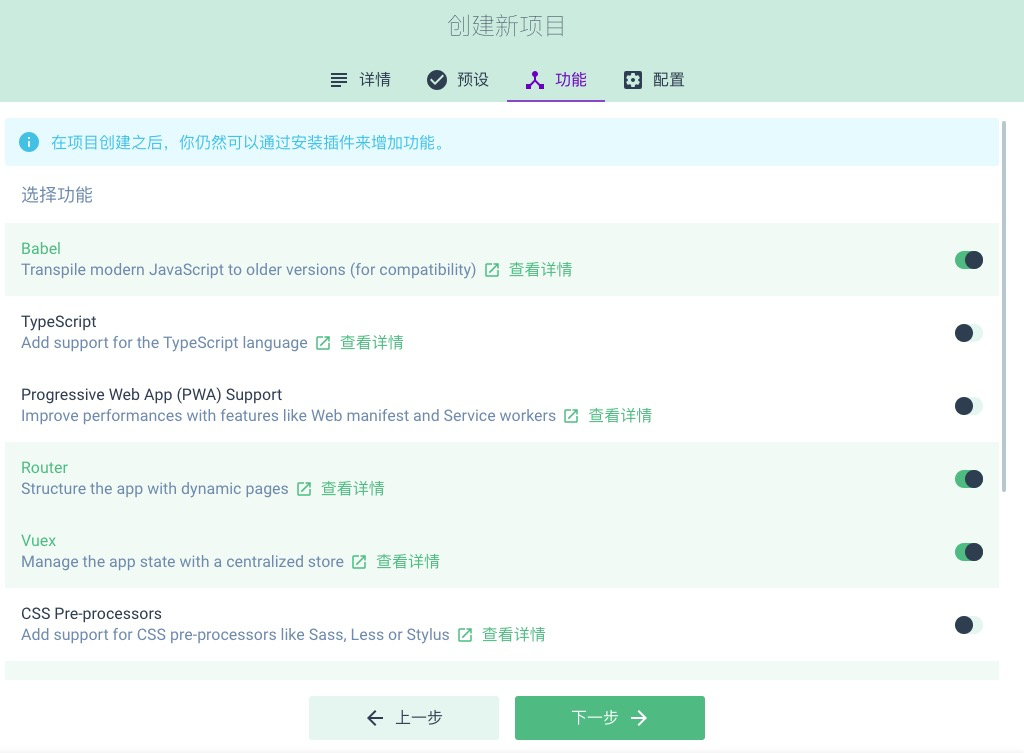 创建新项目
详情 预设 功能 配置
在项目创建之后，你仍然可以通过安装插件来增加功能。
选择功能
Babel
Transpile modern JavaScript to older versions (for compatibility) 查看详情
TypeScript
Add support for the TypeScript language 查看详情
Progressive Web App (PWA) Support
Improve performances with features like Web manifest and Service workers 查看详情
Router
Structure the app with dynamic pages 查看详情
Vuex
Manage the app state with a centralized store 查看详情
CSS Pre-processors
Add support for CSS pre-processors like Sass, Less or Stylus 查看详情
上一步 下一步